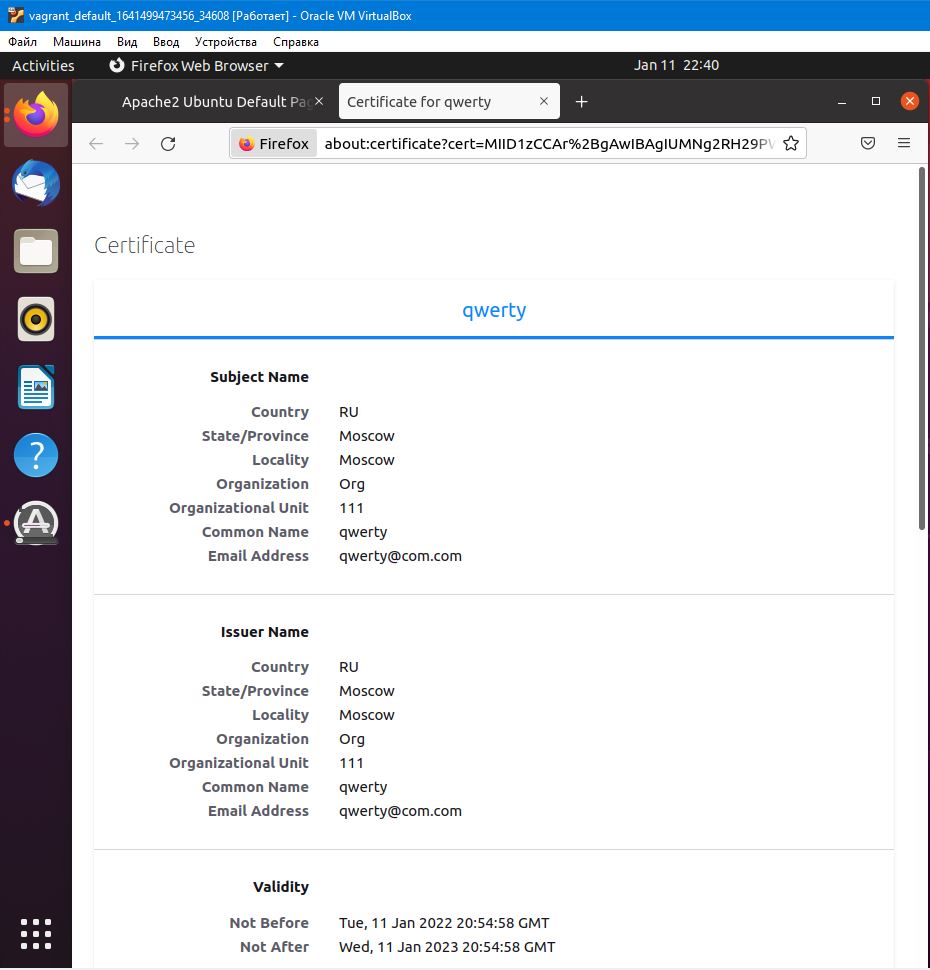 vagrant_default_1641499473456_34608 [Работает] - Oracle VM VirtualBox
Файл Машина Вид Ввод Устройства Справка
Activities Firefox Web Browser Jan 11 22:40
Apache2 Ubuntu Default Pa Certificate for qwerty
Firefox about:certificate?cert=MIID1zCCAr%2BgAwIBAgIUMNg2RH29PV
Certificate
qwerty
Subject Name
Country RU
State/Province Moscow
Locality Moscow
Organization Org
Organizational Unit 111
Common Name qwerty
Email Address qwerty@com.com
Issuer Name
Country RU
State/Province Moscow
Locality Moscow
Organization Org
Organizational Unit 111
Common Name qwerty
Email Address qwerty@com.com
Validity
Not Before Tue, 11 Jan 2022 20:54:58 GMT
Not After Wed, 11 Jan 2023 20:54:58 GMT